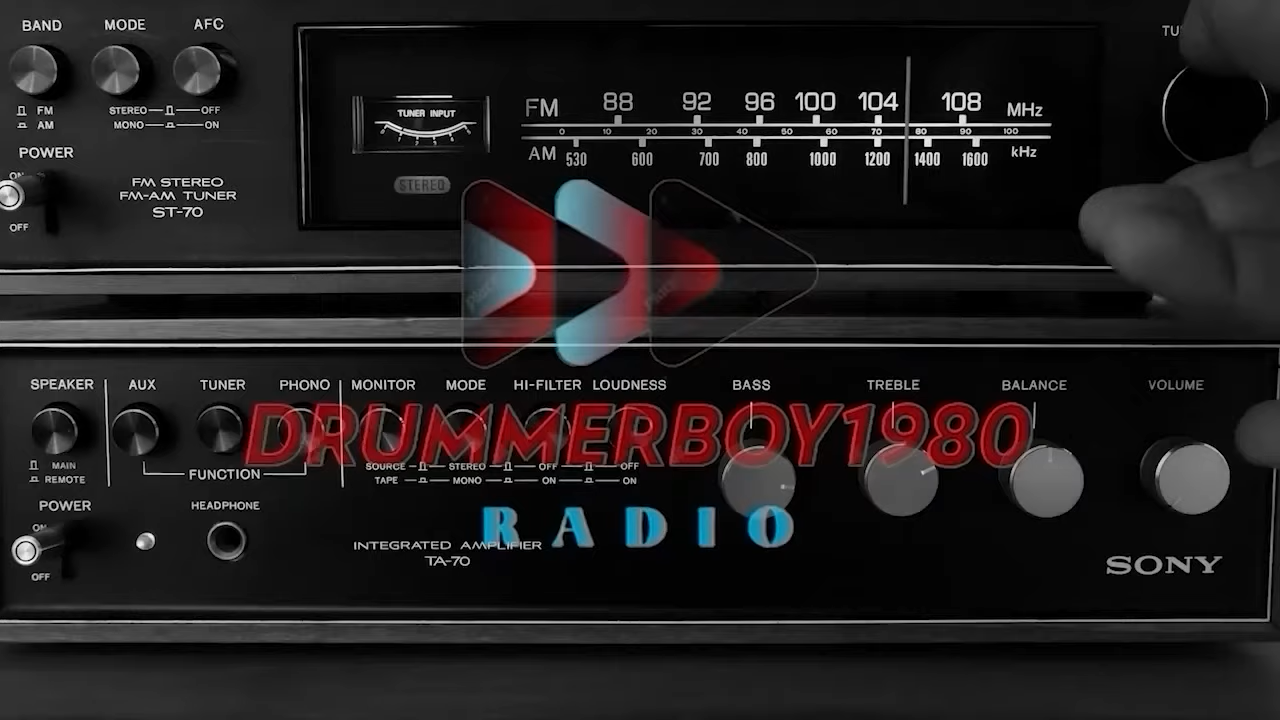 BAND MODE AFC
FM STEREO OFF
AM MONO ON
POWER
ON
OFF
FM STEREO
FM-AM TUNER
ST-70
TUNER INPUT
STEREO
FM 88 92 96 100 104 108 MHz
0 10 20 30 40 50 60 70 80 90 100
AM 530 600 700 800 1000 1200 1400 1600 kHz
SPEAKER AUX TUNER PHONO MONITOR MODE HI-FILTER LOUDNESS BASS TREBLE BALANCE VOLUME
DRUMMERBOY1980
MAIN
REMOTE
FUNCTION
SOURCE STEREO OFF OFF
TAPE MONO ON ON
POWER
ON
OFF
HEADPHONE
RADIO
INTEGRATED AMPLIFIER
TA-70
SONY